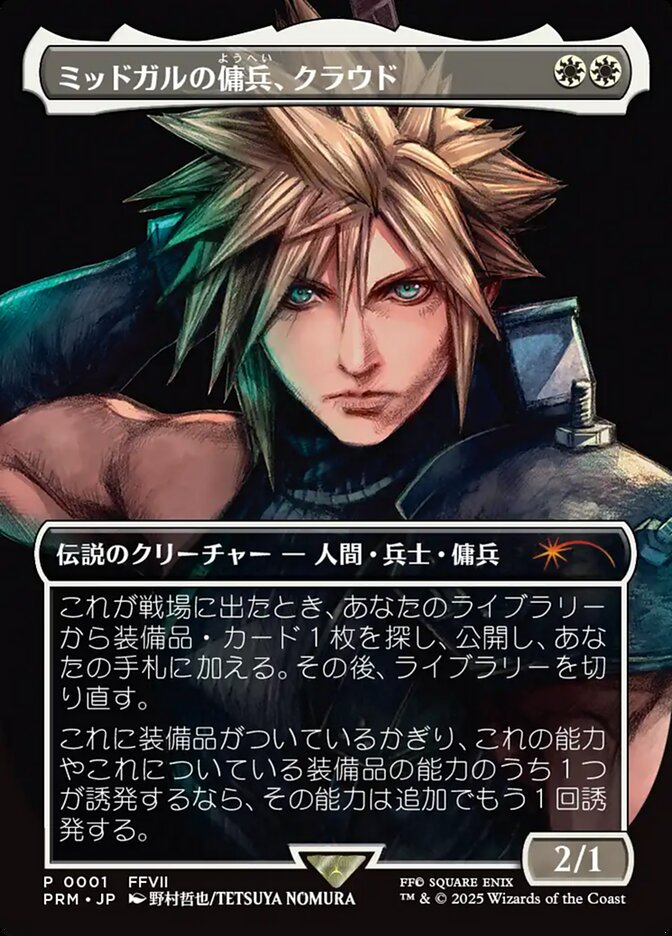 ようへい
ミッドガルの傭兵、クラウド
伝説のクリーチャー ― 人間・兵士・傭兵
これが戦場に出たとき、あなたのライブラリー
から装備品・カード1枚を探し、公開し、あな
たの手札に加える。その後、ライブラリーを切
り直す。
これに装備品がついているかぎり、これの能力
やこれについている装備品の能力のうち1つ
が誘発するなら、その能力は追加でもう1回誘
発する。
2/1
P 0001 FFVII
PRM・JP 野村哲也/TETSUYA NOMURA
FF© SQUARE ENIX
™ & © 2025 Wizards of the Coast